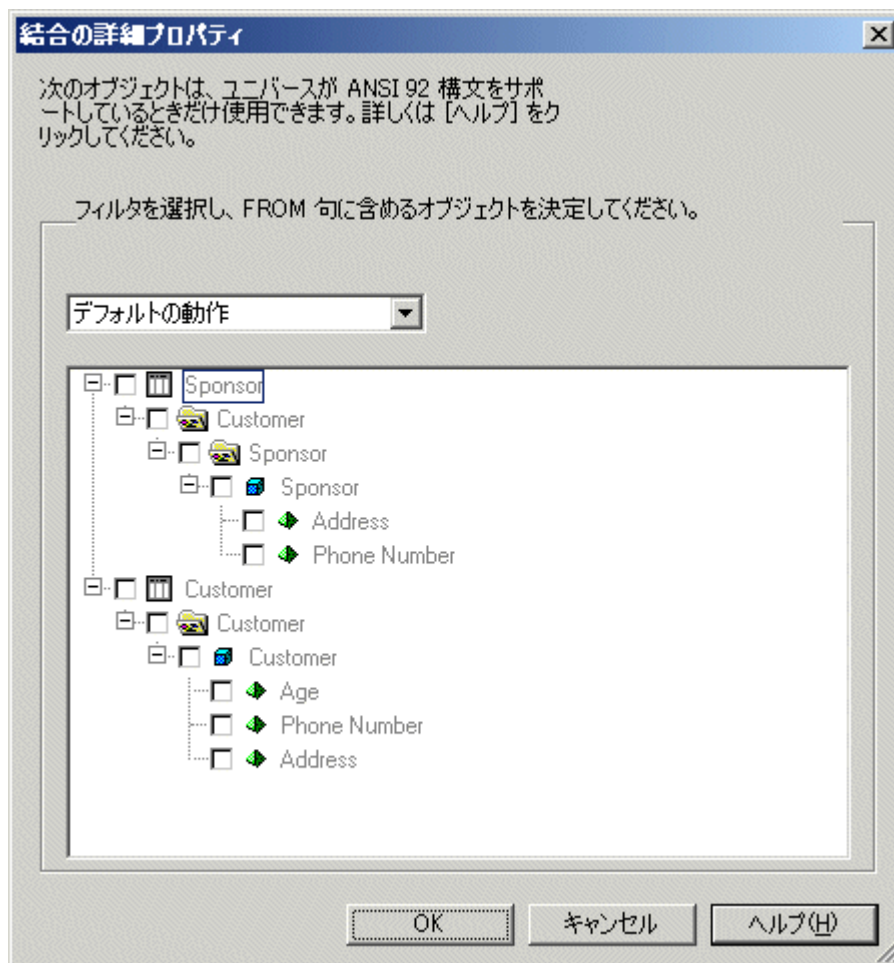 結合の詳細プロパティ
次のオブジェクトは、ユニバースが ANSI 92 構文をサポ
ートしているときだけ使用できます。詳しくは [ヘルプ] をク
リックしてください。
フィルタを選択し、FROM 句に含めるオブジェクトを決定してください。
デフォルトの動作
Sponsor
Customer
Sponsor
Sponsor
Address
Phone Number
Customer
Customer
Customer
Age
Phone Number
Address
OK
キャンセル
ヘルプ(H)